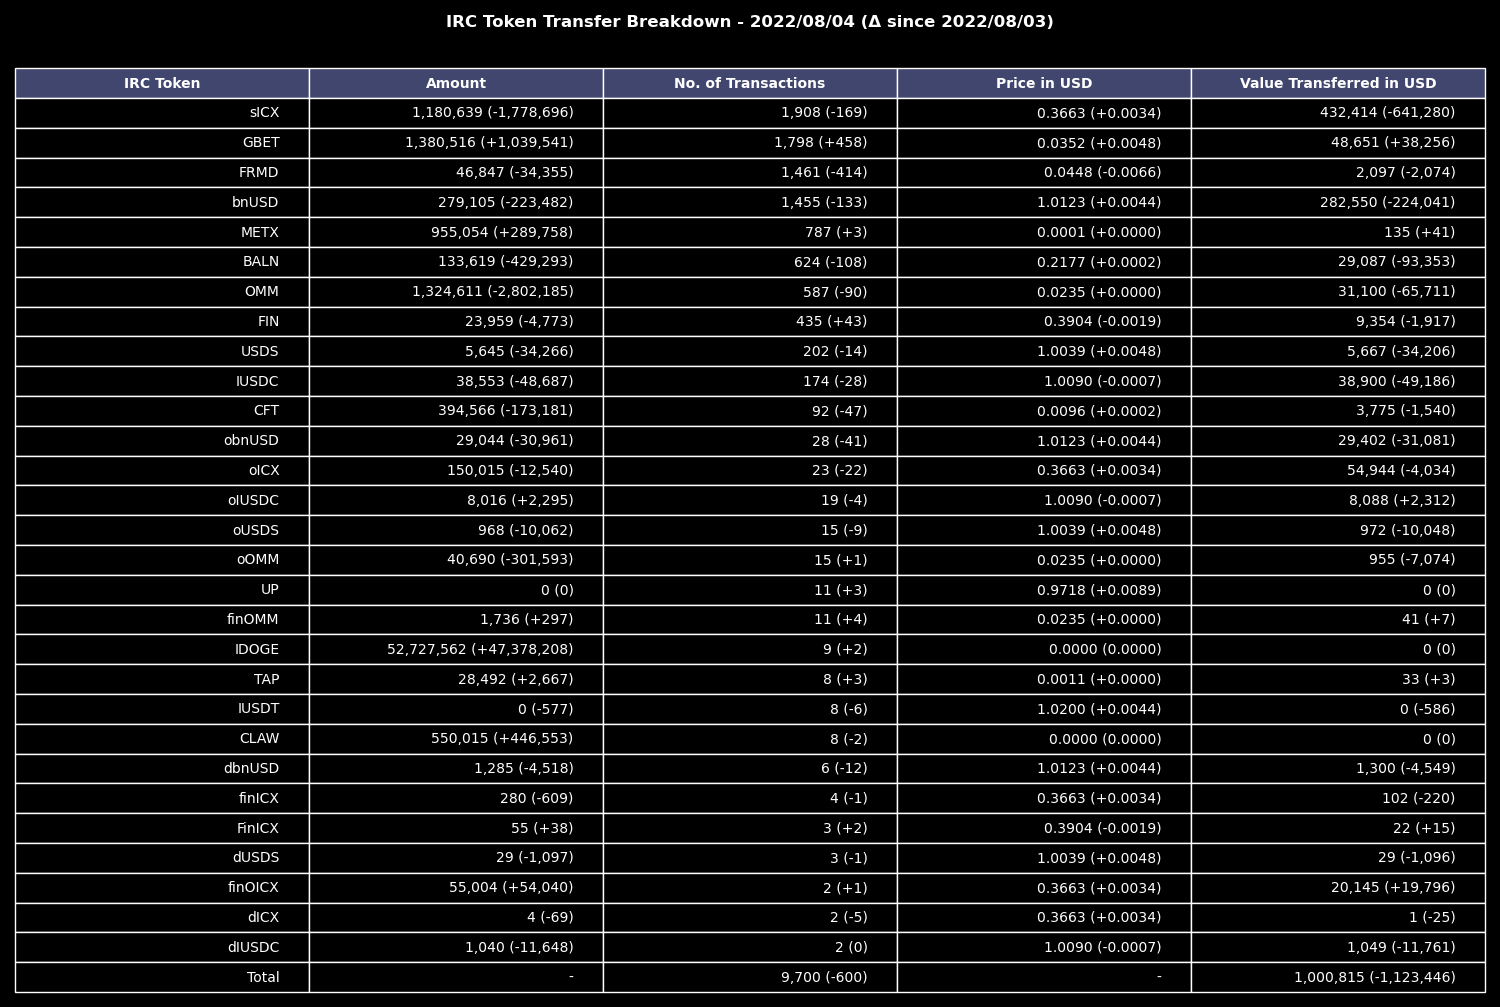 IRC Token Transfer Breakdown - 2022/08/04 (Δ since 2022/08/03)
IRC Token Amount No. of Transactions Price in USD Value Transferred in USD
sICX 1,180,639 (-1,778,696) 1,908 (-169) 0.3663 (+0.0034) 432,414 (-641,280)
GBET 1,380,516 (+1,039,541) 1,798 (+458) 0.0352 (+0.0048) 48,651 (+38,256)
FRMD 46,847 (-34,355) 1,461 (-414) 0.0448 (-0.0066) 2,097 (-2,074)
bnUSD 279,105 (-223,482) 1,455 (-133) 1.0123 (+0.0044) 282,550 (-224,041)
METX 955,054 (+289,758) 787 (+3) 0.0001 (+0.0000) 135 (+41)
BALN 133,619 (-429,293) 624 (-108) 0.2177 (+0.0002) 29,087 (-93,353)
OMM 1,324,611 (-2,802,185) 587 (-90) 0.0235 (+0.0000) 31,100 (-65,711)
FIN 23,959 (-4,773) 435 (+43) 0.3904 (-0.0019) 9,354 (-1,917)
USDS 5,645 (-34,266) 202 (-14) 1.0039 (+0.0048) 5,667 (-34,206)
IUSDC 38,553 (-48,687) 174 (-28) 1.0090 (-0.0007) 38,900 (-49,186)
CFT 394,566 (-173,181) 92 (-47) 0.0096 (+0.0002) 3,775 (-1,540)
obnUSD 29,044 (-30,961) 28 (-41) 1.0123 (+0.0044) 29,402 (-31,081)
oICX 150,015 (-12,540) 23 (-22) 0.3663 (+0.0034) 54,944 (-4,034)
oIUSDC 8,016 (+2,295) 19 (-4) 1.0090 (-0.0007) 8,088 (+2,312)
oUSDS 968 (-10,062) 15 (-9) 1.0039 (+0.0048) 972 (-10,048)
oOMM 40,690 (-301,593) 15 (+1) 0.0235 (+0.0000) 955 (-7,074)
UP 0 (0) 11 (+3) 0.9718 (+0.0089) 0 (0)
finOMM 1,736 (+297) 11 (+4) 0.0235 (+0.0000) 41 (+7)
IDOGE 52,727,562 (+47,378,208) 9 (+2) 0.0000 (0.0000) 0 (0)
TAP 28,492 (+2,667) 8 (+3) 0.0011 (+0.0000) 33 (+3)
IUSDT 0 (-577) 8 (-6) 1.0200 (+0.0044) 0 (-586)
CLAW 550,015 (+446,553) 8 (-2) 0.0000 (0.0000) 0 (0)
dbnUSD 1,285 (-4,518) 6 (-12) 1.0123 (+0.0044) 1,300 (-4,549)
finICX 280 (-609) 4 (-1) 0.3663 (+0.0034) 102 (-220)
FinICX 55 (+38) 3 (+2) 0.3904 (-0.0019) 22 (+15)
dUSDS 29 (-1,097) 3 (-1) 1.0039 (+0.0048) 29 (-1,096)
finOICX 55,004 (+54,040) 2 (+1) 0.3663 (+0.0034) 20,145 (+19,796)
dICX 4 (-69) 2 (-5) 0.3663 (+0.0034) 1 (-25)
dIUSDC 1,040 (-11,648) 2 (0) 1.0090 (-0.0007) 1,049 (-11,761)
Total - 9,700 (-600) - 1,000,815 (-1,123,446)